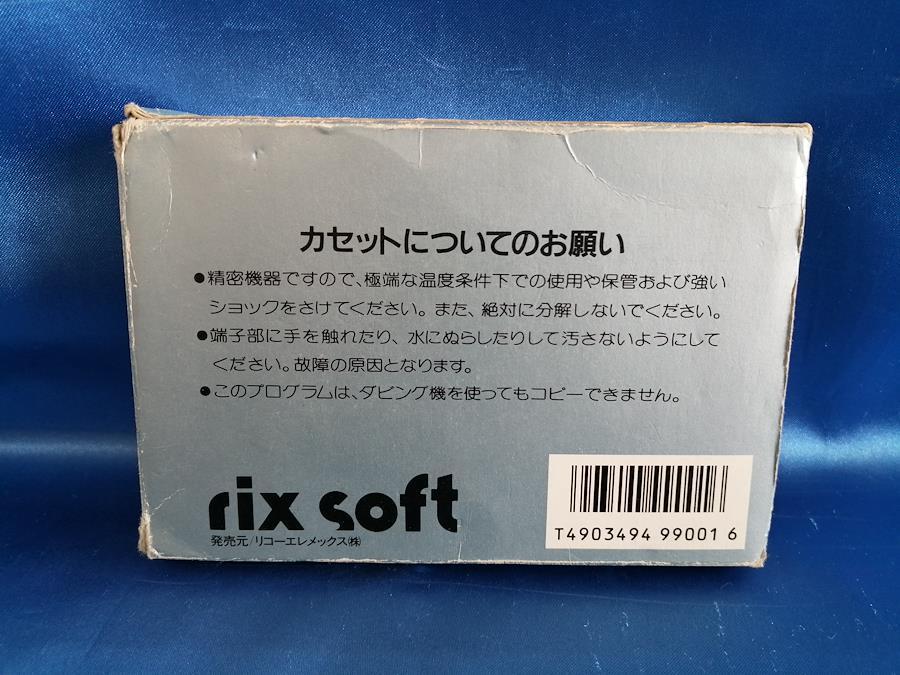 カセットについてのお願い
●精密機器ですので、極端な温度条件下での使用や保管および強い
ショックをさけてください。また、絶対に分解しないでください。
●端子部に手を触れたり、水にぬらしたりして汚さないようにして
ください。故障の原因となります。
●このプログラムは、ダビング機を使ってもコピーできません。
rix soft
発売元/リコーエレメックス㈱
T4903494 990016